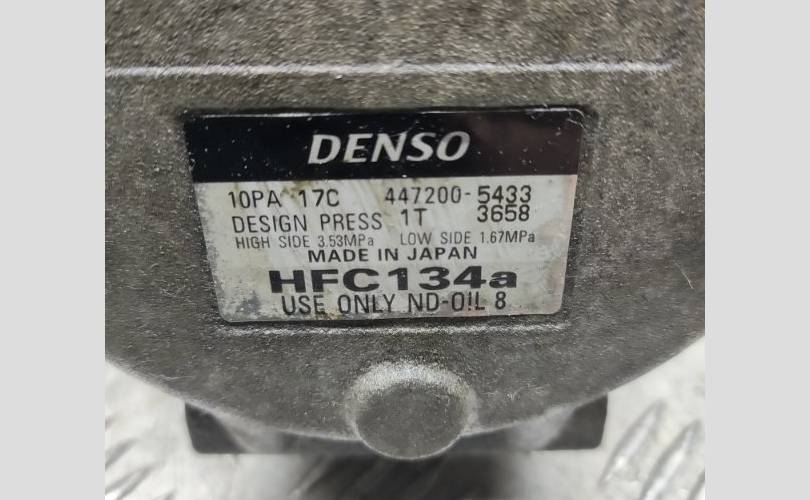 DENSO
10PA 17C 447200-5433
DESIGN PRESS 1T 3658
HIGH SIDE 3.53MPa LOW SIDE 1.67MPa
MADE IN JAPAN
HFC134a
USE ONLY ND-OIL 8